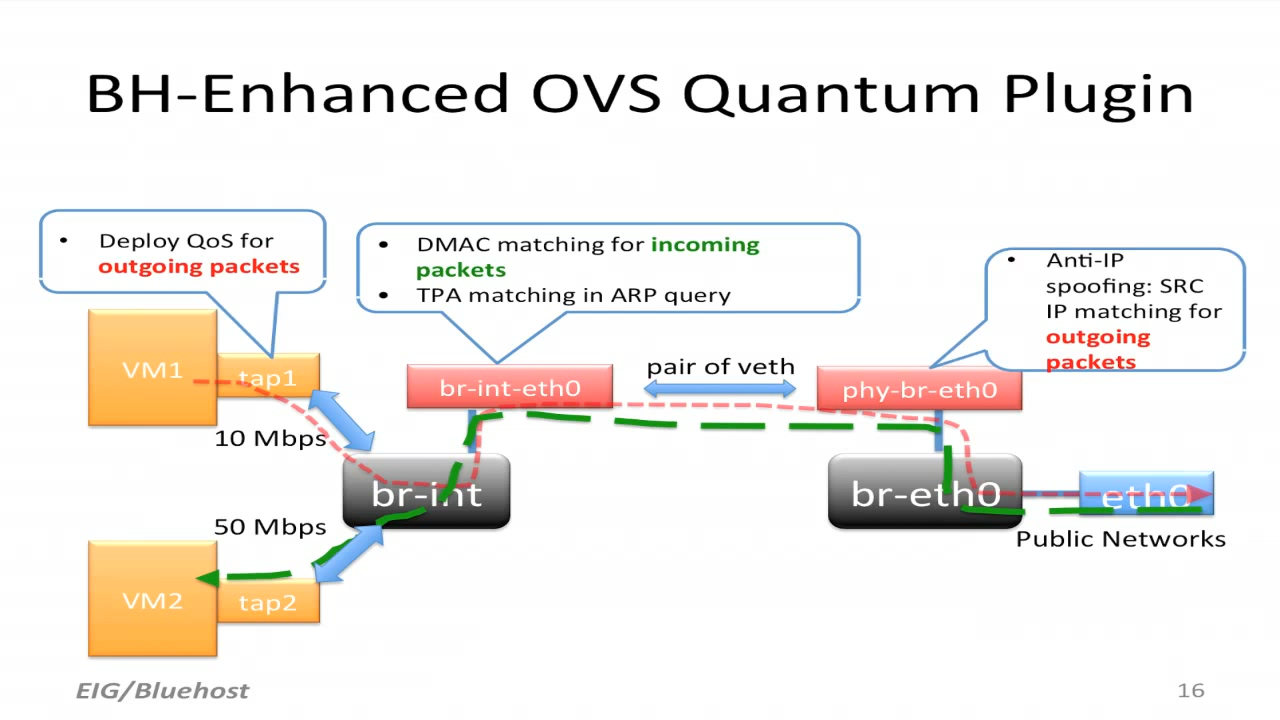 BH-Enhanced OVS Quantum Plugin
• Deploy QoS for
outgoing packets
• DMAC matching for incoming
packets
• TPA matching in ARP query
• Anti-IP
spoofing: SRC
IP matching for
outgoing
packets
VM1
tap1
br-int-eth0
pair of veth
phy-br-eth0
10 Mbps
br-int
br-eth0
eth0
50 Mbps
Public Networks
VM2
tap2
EIG/Bluehost
16